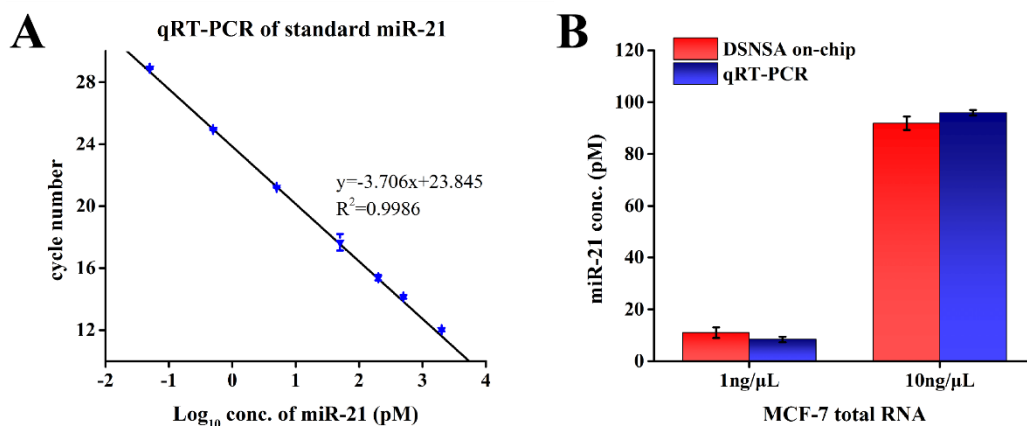 A
qRT-PCR of standard miR-21
28
24
20
16
12
cycle number
y=-3.706x+23.845
R²=0.9986
-2 -1 0 1 2 3 4
Log₁₀ conc. of miR-21 (pM)
B
DSNSA on-chip
qRT-PCR
120
100
80
60
40
20
0
miR-21 conc. (pM)
1ng/μL 10ng/μL
MCF-7 total RNA